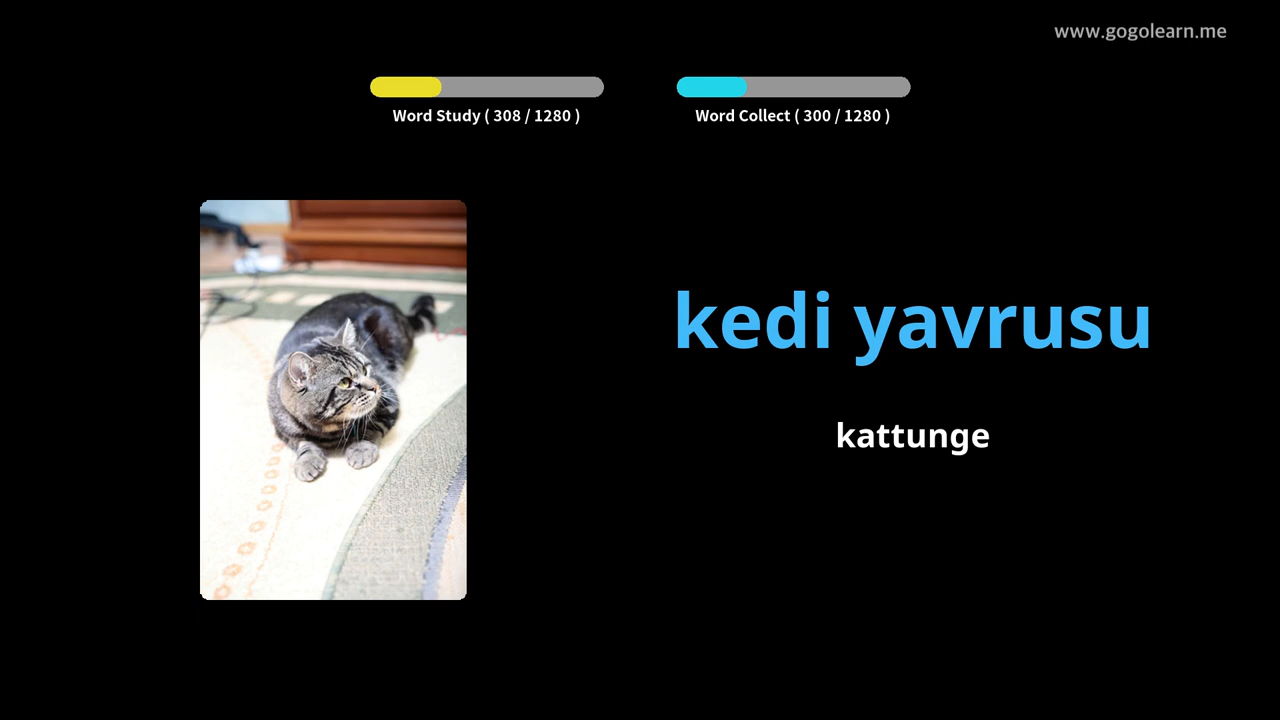 www.gogolearn.me
Word Study ( 308 / 1280 )
Word Collect ( 300 / 1280 )
kedi yavrusu
kattunge